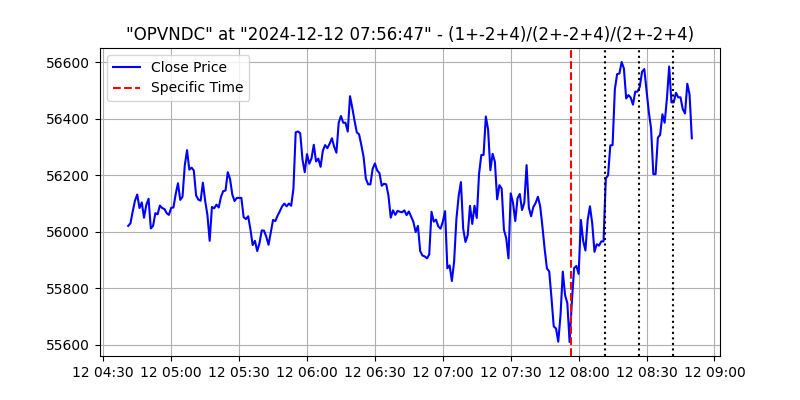 "OPVNDC" at "2024-12-12 07:56:47" - (1+-2+4)/(2+-2+4)/(2+-2+4)
Close Price
Specific Time
56600
56400
56200
56000
55800
55600
12 04:30 12 05:00 12 05:30 12 06:00 12 06:30 12 07:00 12 07:30 12 08:00 12 08:30 12 09:00